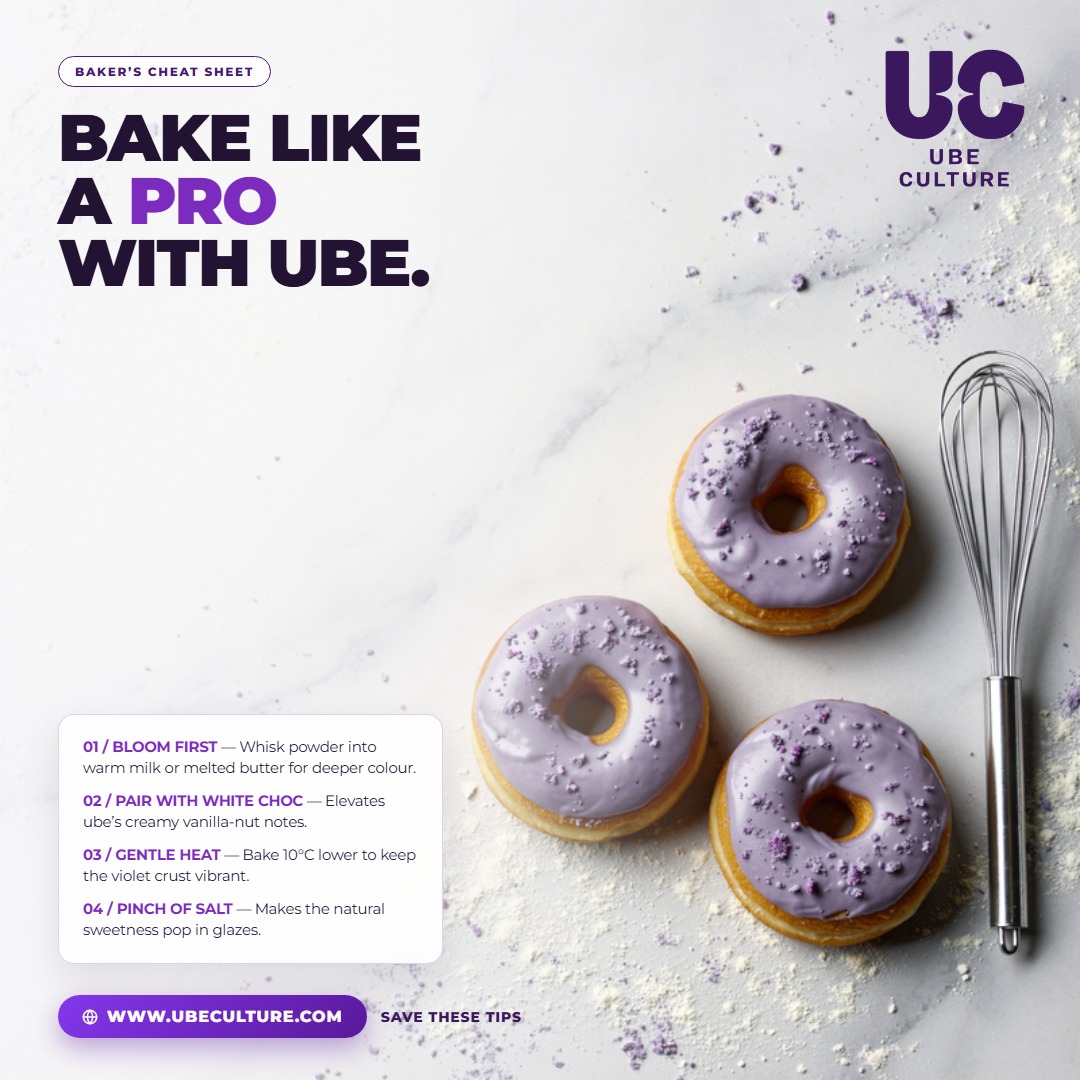 BAKER’S CHEAT SHEET
BAKE LIKE
A PRO
WITH UBE.
UC
UBE
CULTURE
01 / BLOOM FIRST — Whisk powder into
warm milk or melted butter for deeper colour.
02 / PAIR WITH WHITE CHOC — Elevates
ube’s creamy vanilla-nut notes.
03 / GENTLE HEAT — Bake 10°C lower to keep
the violet crust vibrant.
04 / PINCH OF SALT — Makes the natural
sweetness pop in glazes.
WWW.UBECULTURE.COM
SAVE THESE TIPS